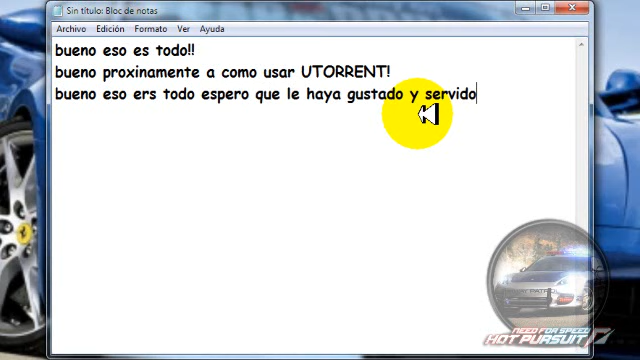 Sin título: Bloc de notas
Archivo Edición Formato Ver Ayuda
bueno eso es todo!!
bueno proxinamente a como usar UTORRENT!
bueno eso ers todo espero que le haya gustado y servido
NEED FOR SPEED
HOT PURSUIT